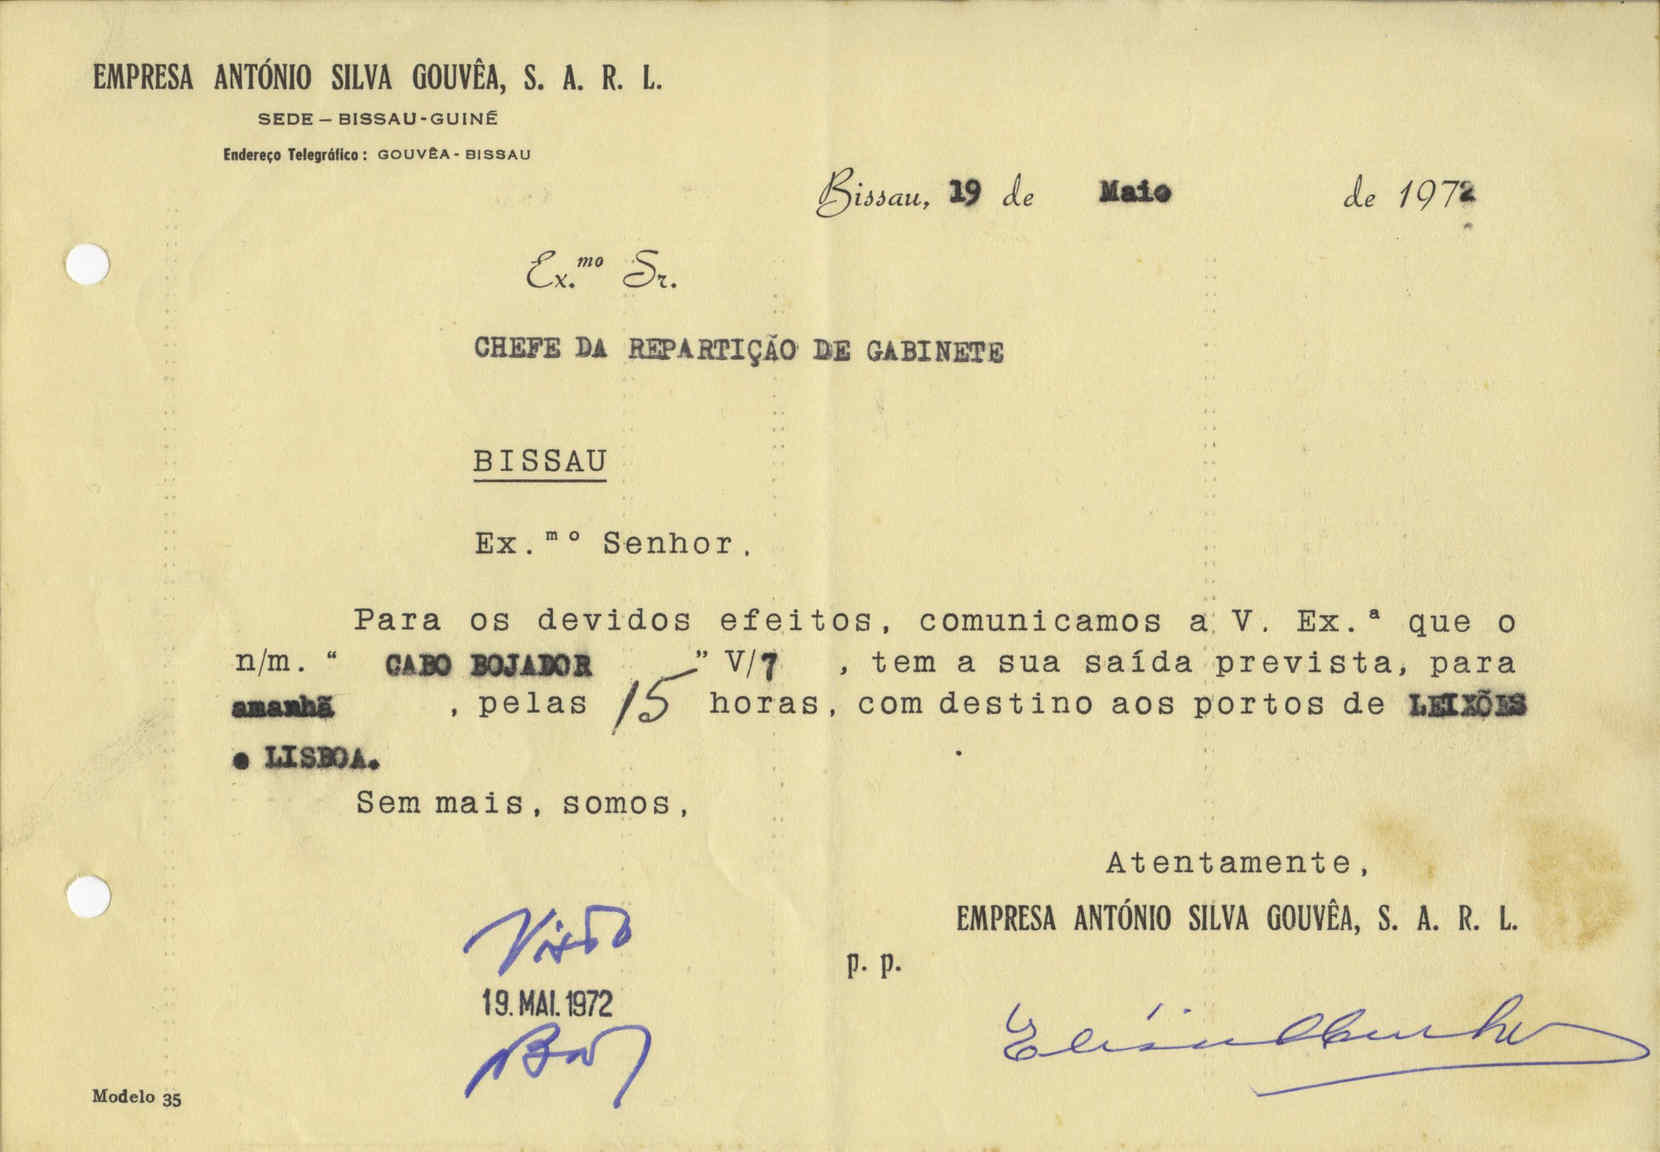 EMPRESA ANTÓNIO SILVA GOUVÊA, S. A. R. L.
SEDE – BISSAU-GUINÉ
Endereço Telegráfico: GOUVÊA - BISSAU
Bissau, 19 de Maio de 1972
Ex.mo Sr.
CHEFE DA REPARTIÇÃO DE GABINETE
BISSAU
Ex.mo Senhor.
Para os devidos efeitos, comunicamos a V. Ex.ª que o
n/m. “ CABO BOJADOR ” V/7 , tem a sua saída prevista, para
amanhã , pelas 15 horas, com destino aos portos de LEIXÕES
e LISBOA.
Sem mais, somos,
Atentamente,
EMPRESA ANTÓNIO SILVA GOUVÊA, S. A. R. L.
p. p.
Visto
19. MAI. 1972
Modelo 35